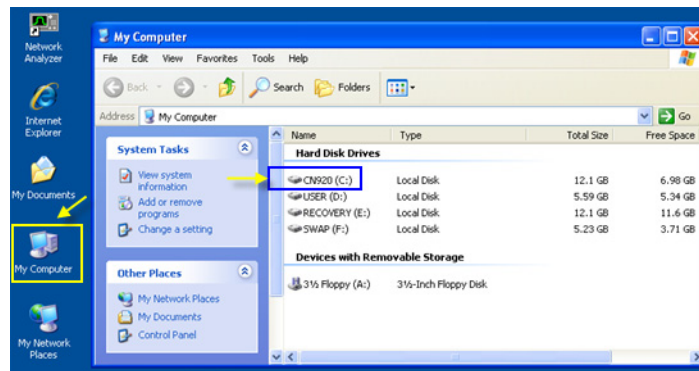 Network
Analyzer
Internet
Explorer
My Documents
My Computer
My Network
Places
My Computer
File Edit View Favorites Tools Help
Back Search Folders
Address My Computer Go
System Tasks
View system
information
Add or remove
programs
Change a setting
Other Places
My Network Places
My Documents
Control Panel
Name Type Total Size Free Space
Hard Disk Drives
CN920 (C:) Local Disk 12.1 GB 6.98 GB
USER (D:) Local Disk 5.59 GB 5.34 GB
RECOVERY (E:) Local Disk 12.1 GB 11.6 GB
SWAP (F:) Local Disk 5.23 GB 3.71 GB
Devices with Removable Storage
3½ Floppy (A:) 3½-Inch Floppy Disk